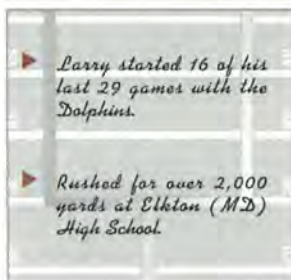 Larry started 16 of his
last 29 games with the
Dolphins.
Rushed for over 2,000
yards at Elkton (MD)
High School.